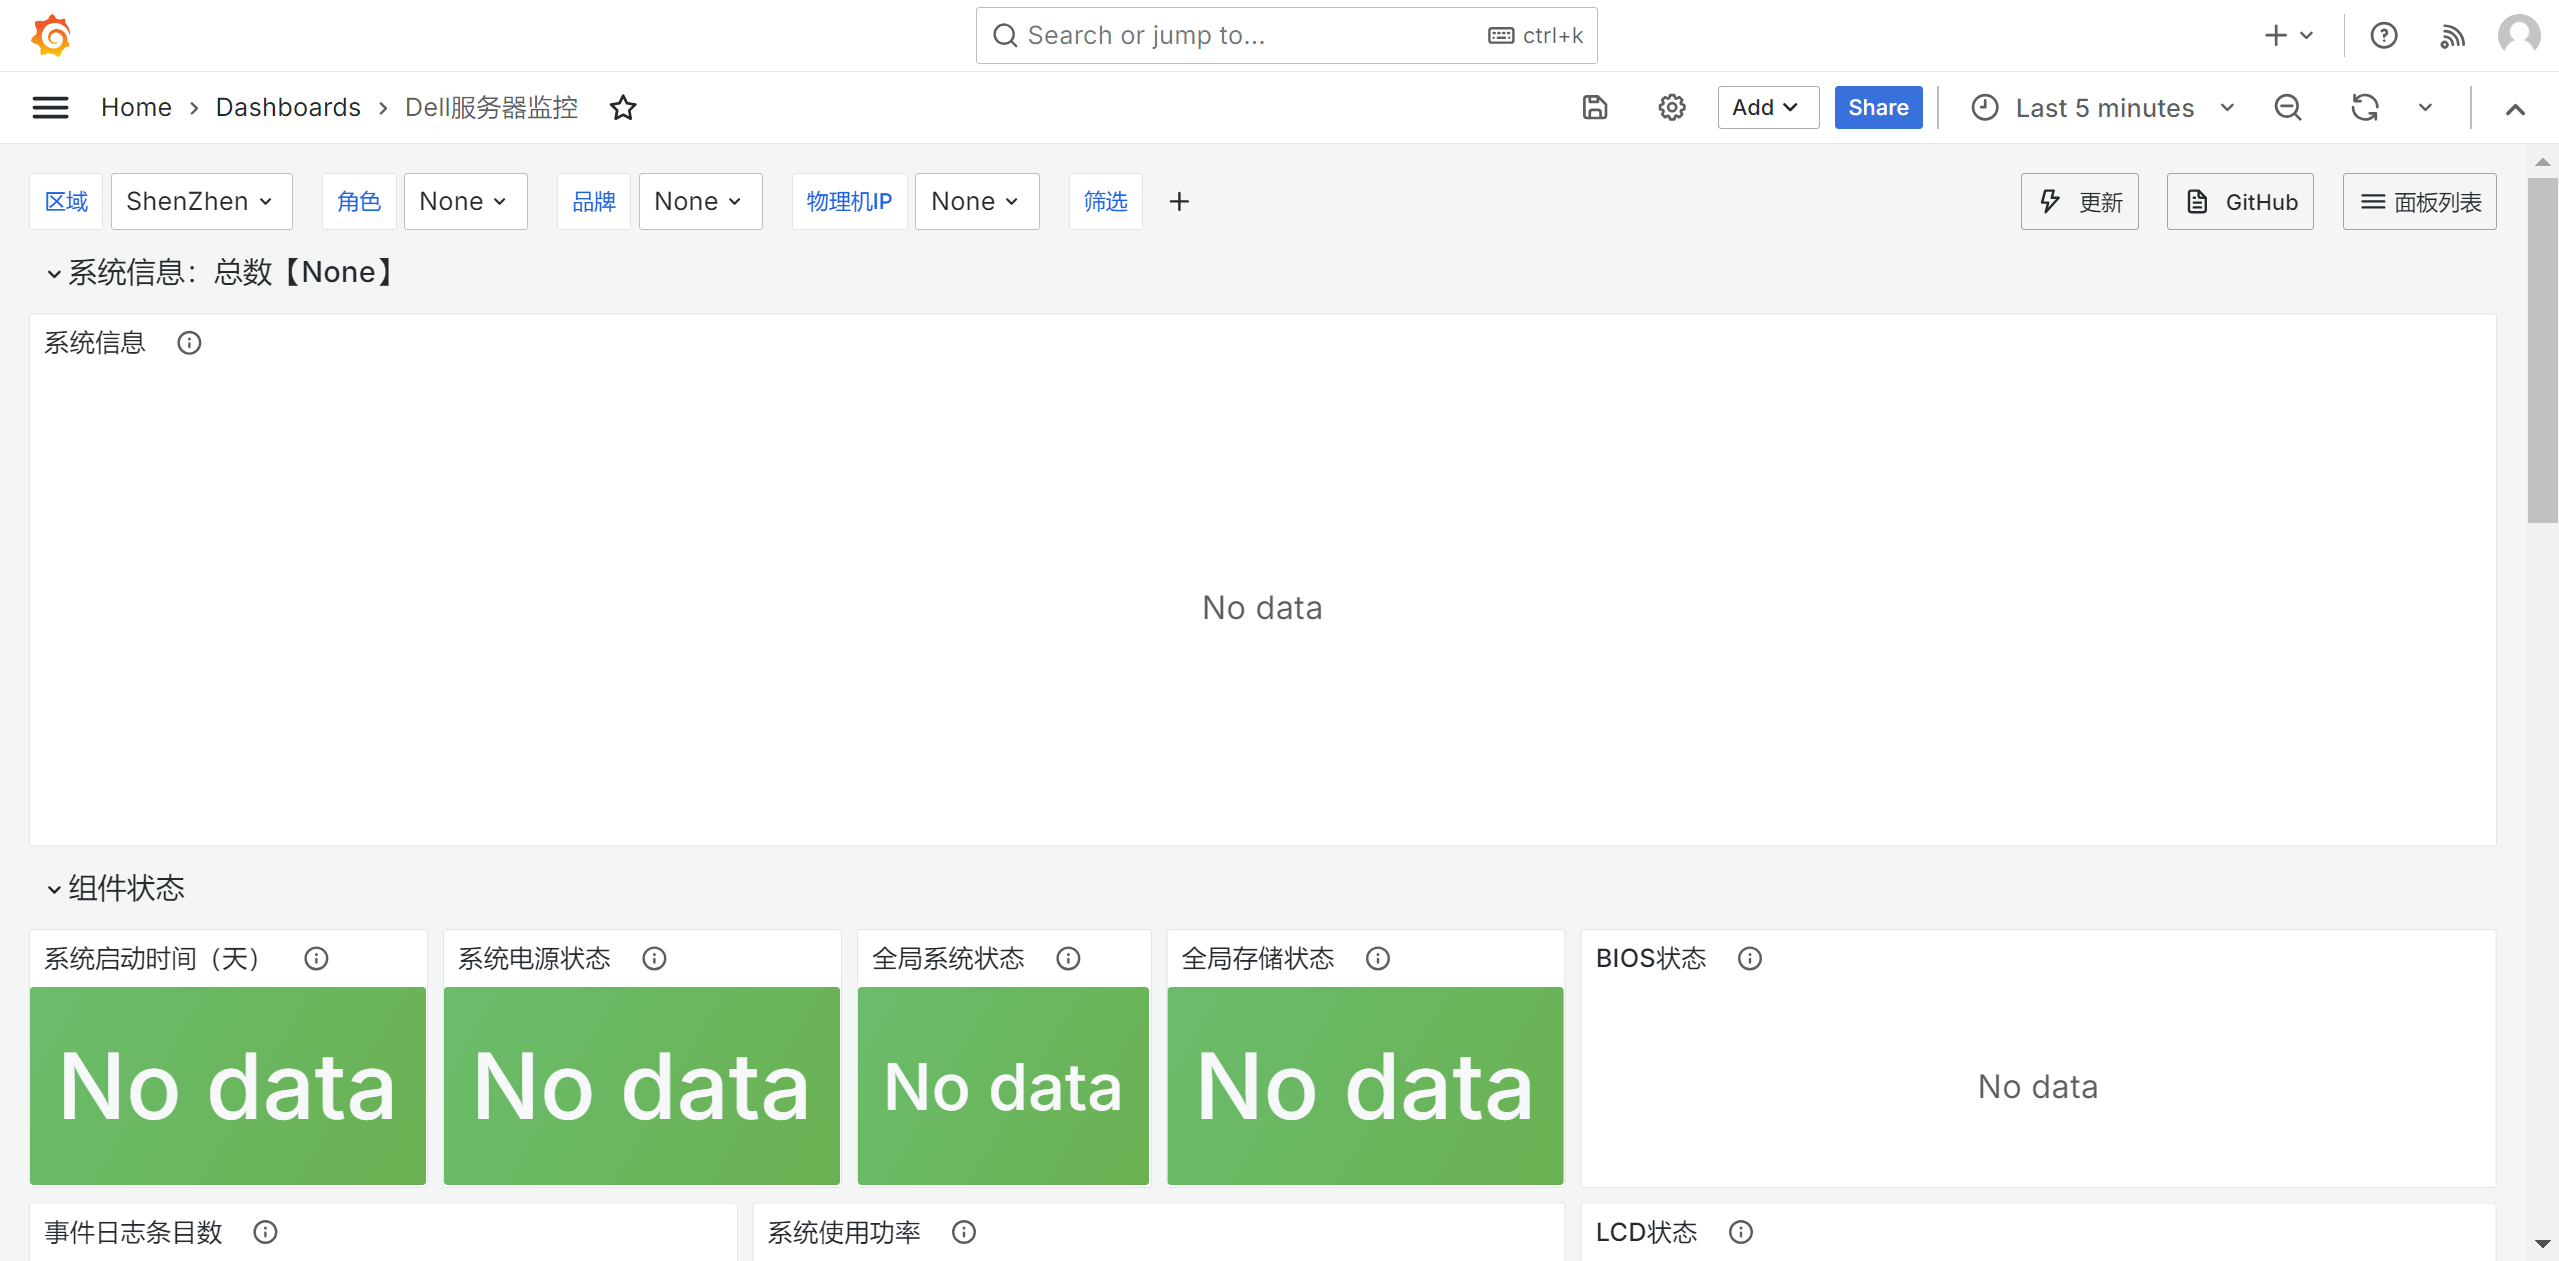 Search or jump to... ctrl+k
Home › Dashboards › Dell服务器监控
Add Share Last 5 minutes
区域 ShenZhen 角色 None 品牌 None 物理机IP None 筛选 + 更新 GitHub 面板列表
系统信息：总数【None】
系统信息
No data
组件状态
系统启动时间（天） 系统电源状态 全局系统状态 全局存储状态 BIOS状态
No data No data No data No data No data
事件日志条目数 系统使用功率 LCD状态